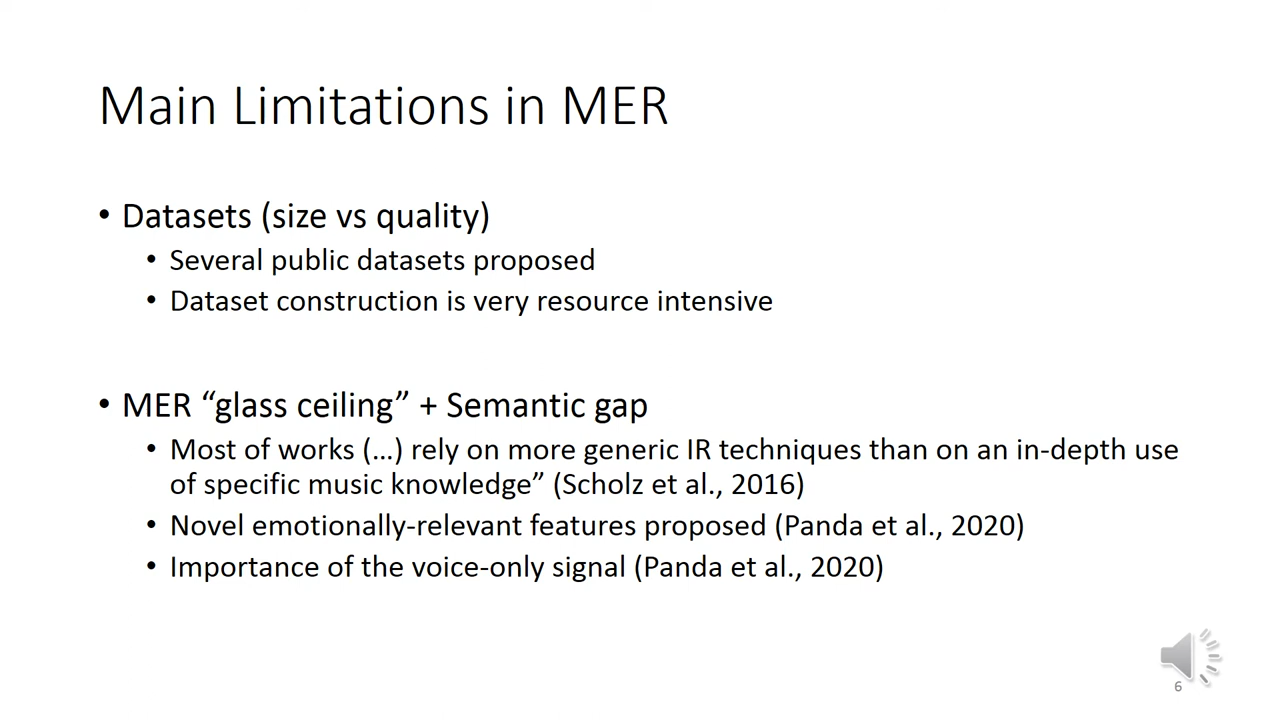 Main Limitations in MER
• Datasets (size vs quality)
• Several public datasets proposed
• Dataset construction is very resource intensive
• MER “glass ceiling” + Semantic gap
• Most of works (...) rely on more generic IR techniques than on an in-depth use
of specific music knowledge” (Scholz et al., 2016)
• Novel emotionally-relevant features proposed (Panda et al., 2020)
• Importance of the voice-only signal (Panda et al., 2020)
6